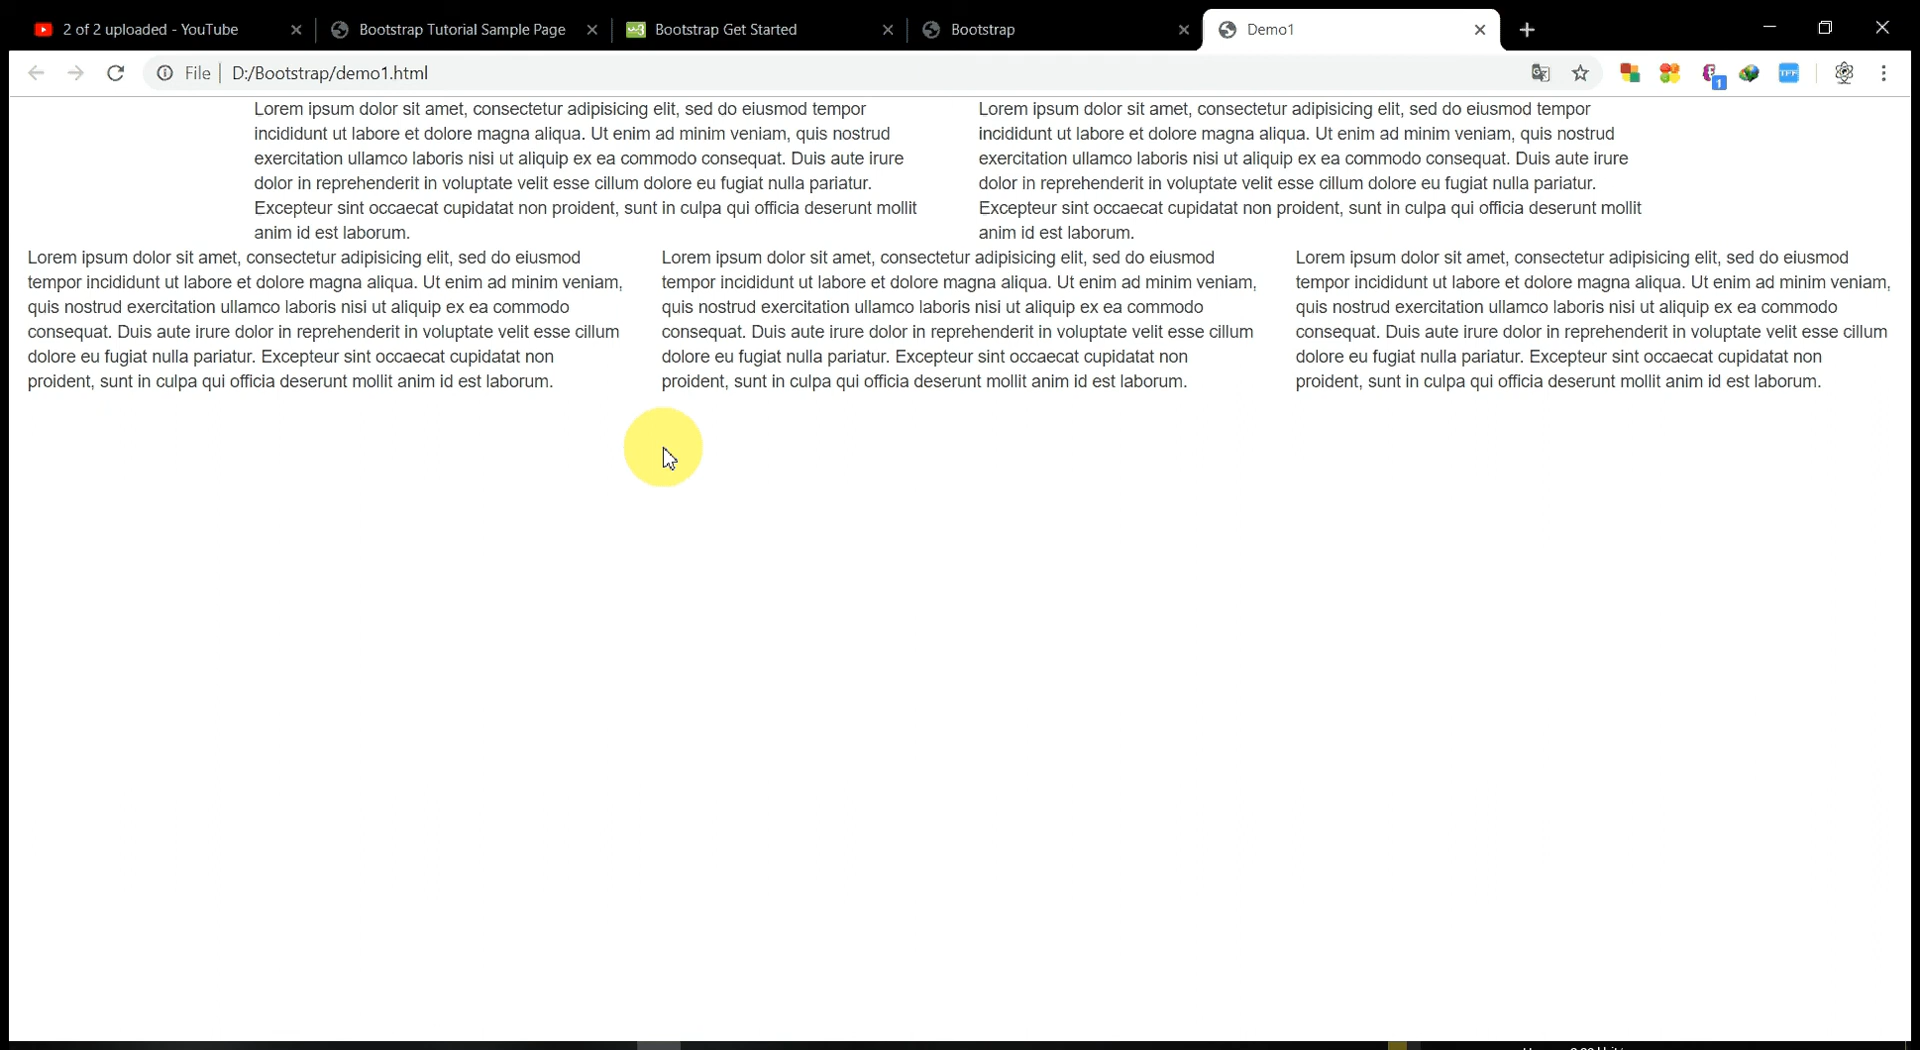 2 of 2 uploaded - YouTube
Bootstrap Tutorial Sample Page
Bootstrap Get Started
Bootstrap
Demo1
File
D:/Bootstrap/demo1.html
1
Lorem ipsum dolor sit amet, consectetur adipisicing elit, sed do eiusmod tempor
incididunt ut labore et dolore magna aliqua. Ut enim ad minim veniam, quis nostrud
exercitation ullamco laboris nisi ut aliquip ex ea commodo consequat. Duis aute irure
dolor in reprehenderit in voluptate velit esse cillum dolore eu fugiat nulla pariatur.
Excepteur sint occaecat cupidatat non proident, sunt in culpa qui officia deserunt mollit
anim id est laborum.
Lorem ipsum dolor sit amet, consectetur adipisicing elit, sed do eiusmod tempor
incididunt ut labore et dolore magna aliqua. Ut enim ad minim veniam, quis nostrud
exercitation ullamco laboris nisi ut aliquip ex ea commodo consequat. Duis aute irure
dolor in reprehenderit in voluptate velit esse cillum dolore eu fugiat nulla pariatur.
Excepteur sint occaecat cupidatat non proident, sunt in culpa qui officia deserunt mollit
anim id est laborum.
Lorem ipsum dolor sit amet, consectetur adipisicing elit, sed do eiusmod
tempor incididunt ut labore et dolore magna aliqua. Ut enim ad minim veniam,
quis nostrud exercitation ullamco laboris nisi ut aliquip ex ea commodo
consequat. Duis aute irure dolor in reprehenderit in voluptate velit esse cillum
dolore eu fugiat nulla pariatur. Excepteur sint occaecat cupidatat non
proident, sunt in culpa qui officia deserunt mollit anim id est laborum.
Lorem ipsum dolor sit amet, consectetur adipisicing elit, sed do eiusmod
tempor incididunt ut labore et dolore magna aliqua. Ut enim ad minim veniam,
quis nostrud exercitation ullamco laboris nisi ut aliquip ex ea commodo
consequat. Duis aute irure dolor in reprehenderit in voluptate velit esse cillum
dolore eu fugiat nulla pariatur. Excepteur sint occaecat cupidatat non
proident, sunt in culpa qui officia deserunt mollit anim id est laborum.
Lorem ipsum dolor sit amet, consectetur adipisicing elit, sed do eiusmod
tempor incididunt ut labore et dolore magna aliqua. Ut enim ad minim veniam,
quis nostrud exercitation ullamco laboris nisi ut aliquip ex ea commodo
consequat. Duis aute irure dolor in reprehenderit in voluptate velit esse cillum
dolore eu fugiat nulla pariatur. Excepteur sint occaecat cupidatat non
proident, sunt in culpa qui officia deserunt mollit anim id est laborum.